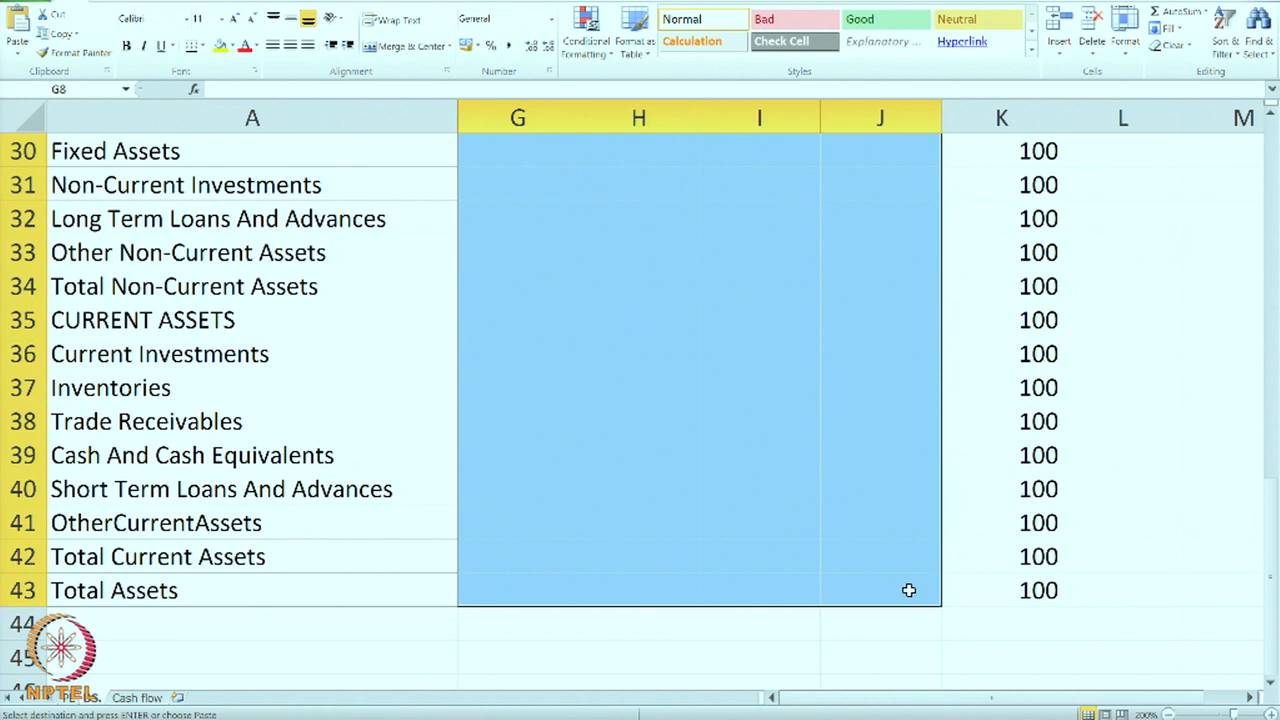 Cut Calibri 11 A A Wrap Text General Normal Bad Good Neutral AutoSum
Paste Copy Fill
Format Painter B I U Merge & Center % Conditional Formatting Format as Table Calculation Check Cell Explanatory ... Hyperlink Insert Delete Format Clear Sort & Filter Find & Select
Clipboard Font Alignment Number Styles Cells Editing
G8 fx
A G H I J K L M
30 Fixed Assets 100
31 Non-Current Investments 100
32 Long Term Loans And Advances 100
33 Other Non-Current Assets 100
34 Total Non-Current Assets 100
35 CURRENT ASSETS 100
36 Current Investments 100
37 Inventories 100
38 Trade Receivables 100
39 Cash And Cash Equivalents 100
40 Short Term Loans And Advances 100
41 OtherCurrentAssets 100
42 Total Current Assets 100
43 Total Assets 100
44
45
NPTEL Cash flow
Select destination and press ENTER or choose Paste 200%